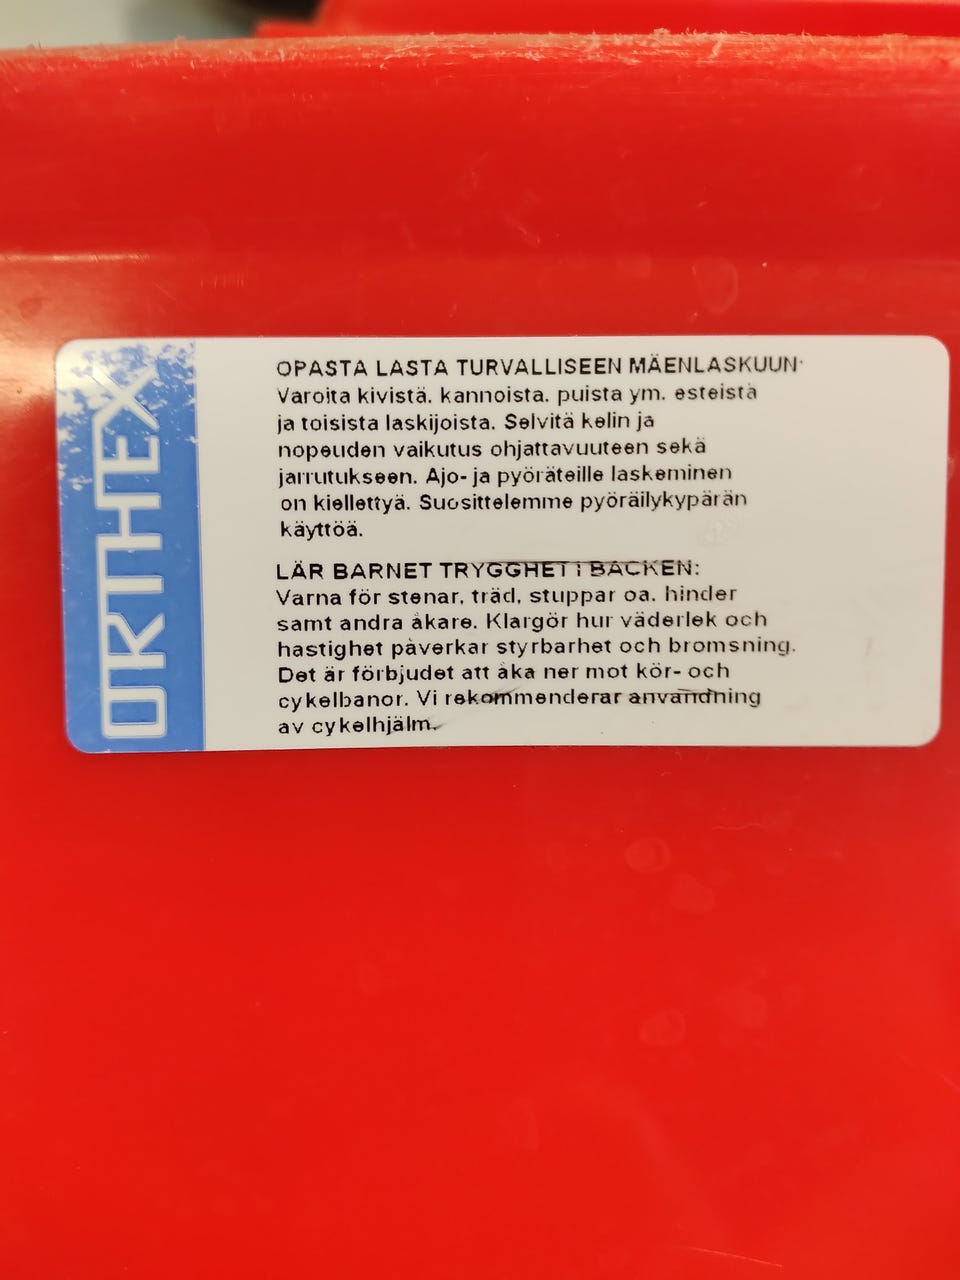 ORTHEX
OPASTA LASTA TURVALLISEEN MÄENLASKUUN:
Varoita kivistä, kannoista, puista ym. esteistä
ja toisista laskijoista. Selvitä kelin ja
nopeuden vaikutus ohjattavuuteen sekä
jarrutukseen. Ajo- ja pyöräteille laskeminen
on kiellettyä. Suosittelemme pyöräilykypärän
käyttöä.
LÄR BARNET TRYGGHET I BACKEN:
Varna för stenar, träd, stuppar oa. hinder
samt andra åkare. Klargör hur väderlek och
hastighet påverkar styrbarhet och bromsning.
Det är förbjudet att åka ner mot kör- och
cykelbanor. Vi rekommenderar användning
av cykelhjälm.